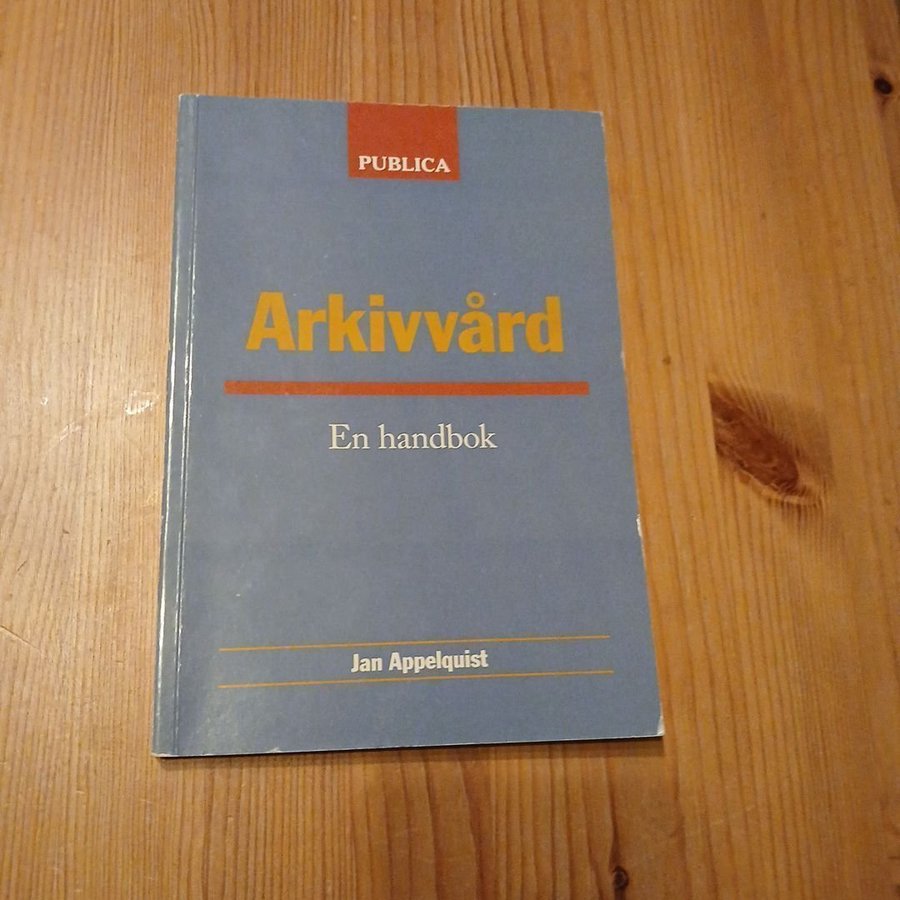 PUBLICA
Arkivvård
En handbok
Jan Appelquist